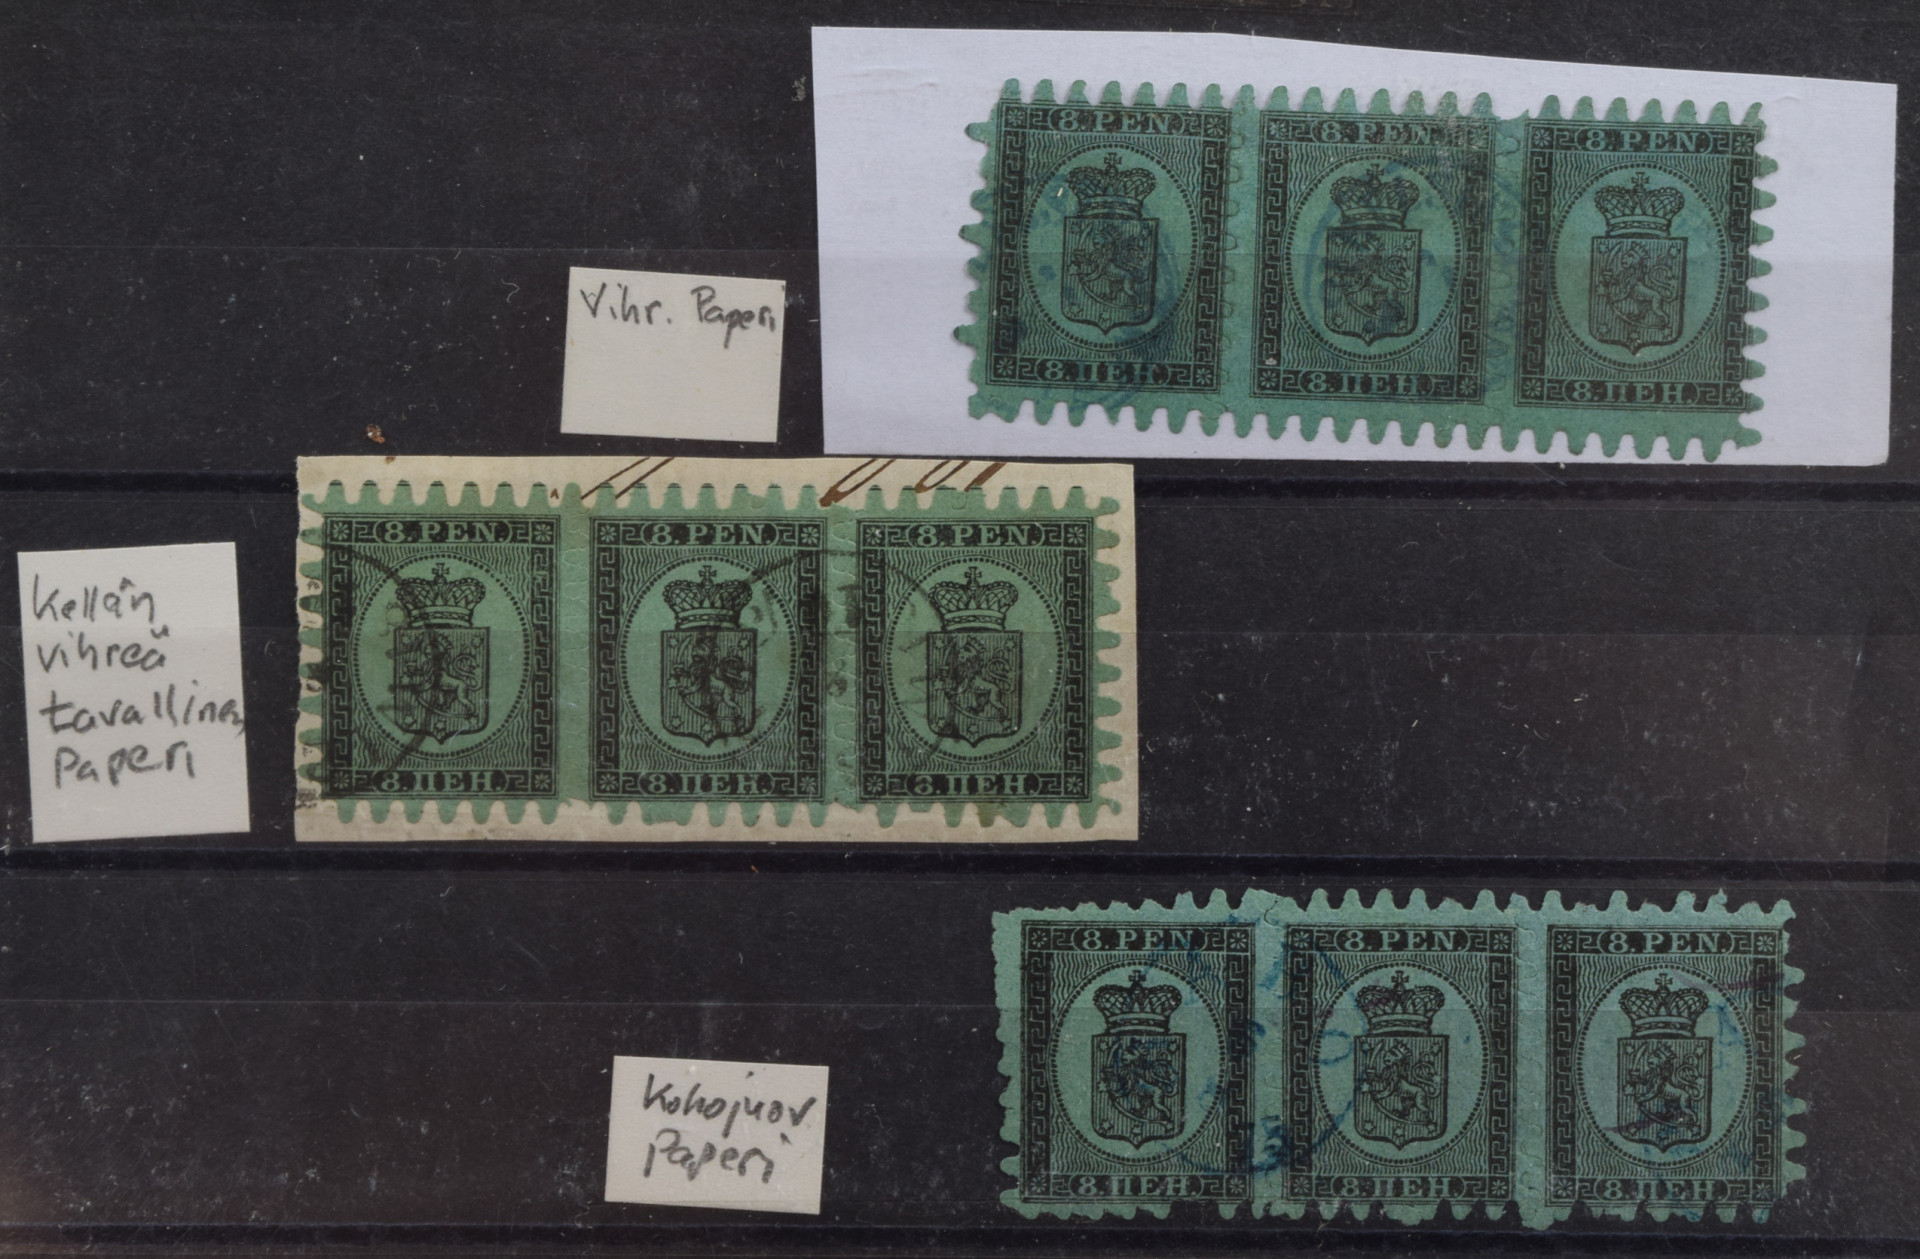 8. PEN. 8. PEN. 8. PEN.
8. ПЕН. 8. ПЕН. 8. ПЕН.
Vihr. Paperi
8. PEN. 8. PEN. 8. PEN.
8. ПЕН. 8. ПЕН. 8. ПЕН.
Kellan
vihreä
tavallinen
Paperi
8. PEN. 8. PEN. 8. PEN.
8. ПЕН. 8. ПЕН. 8. ПЕН.
Kohojuov.
Paperi